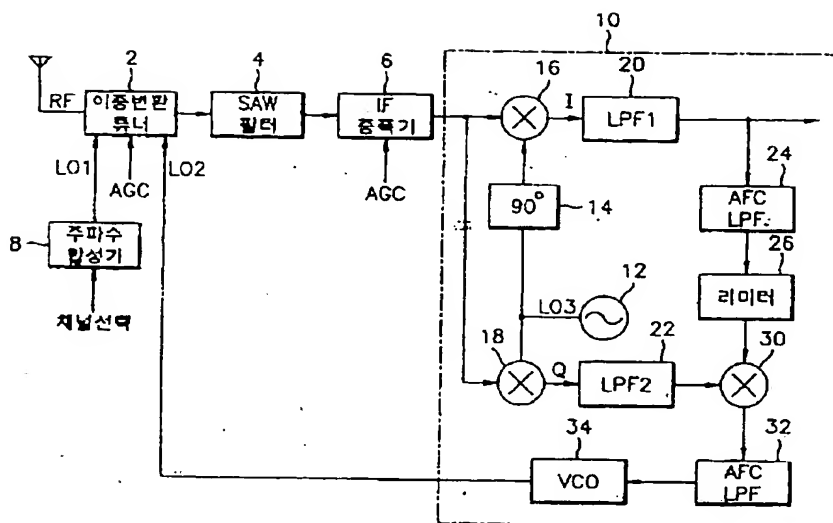 10
2
4
6
16
20
RF
이중변환
튜너
SAW
필터
IF
증폭기
I
LPF1
LO1
AGC
LO2
AGC
90°
14
24
AFC
LPF
8
주파수
합성기
26
리미터
채널선택
12
LO3
18
22
30
Q
LPF2
34
32
VCO
AFC
LPF